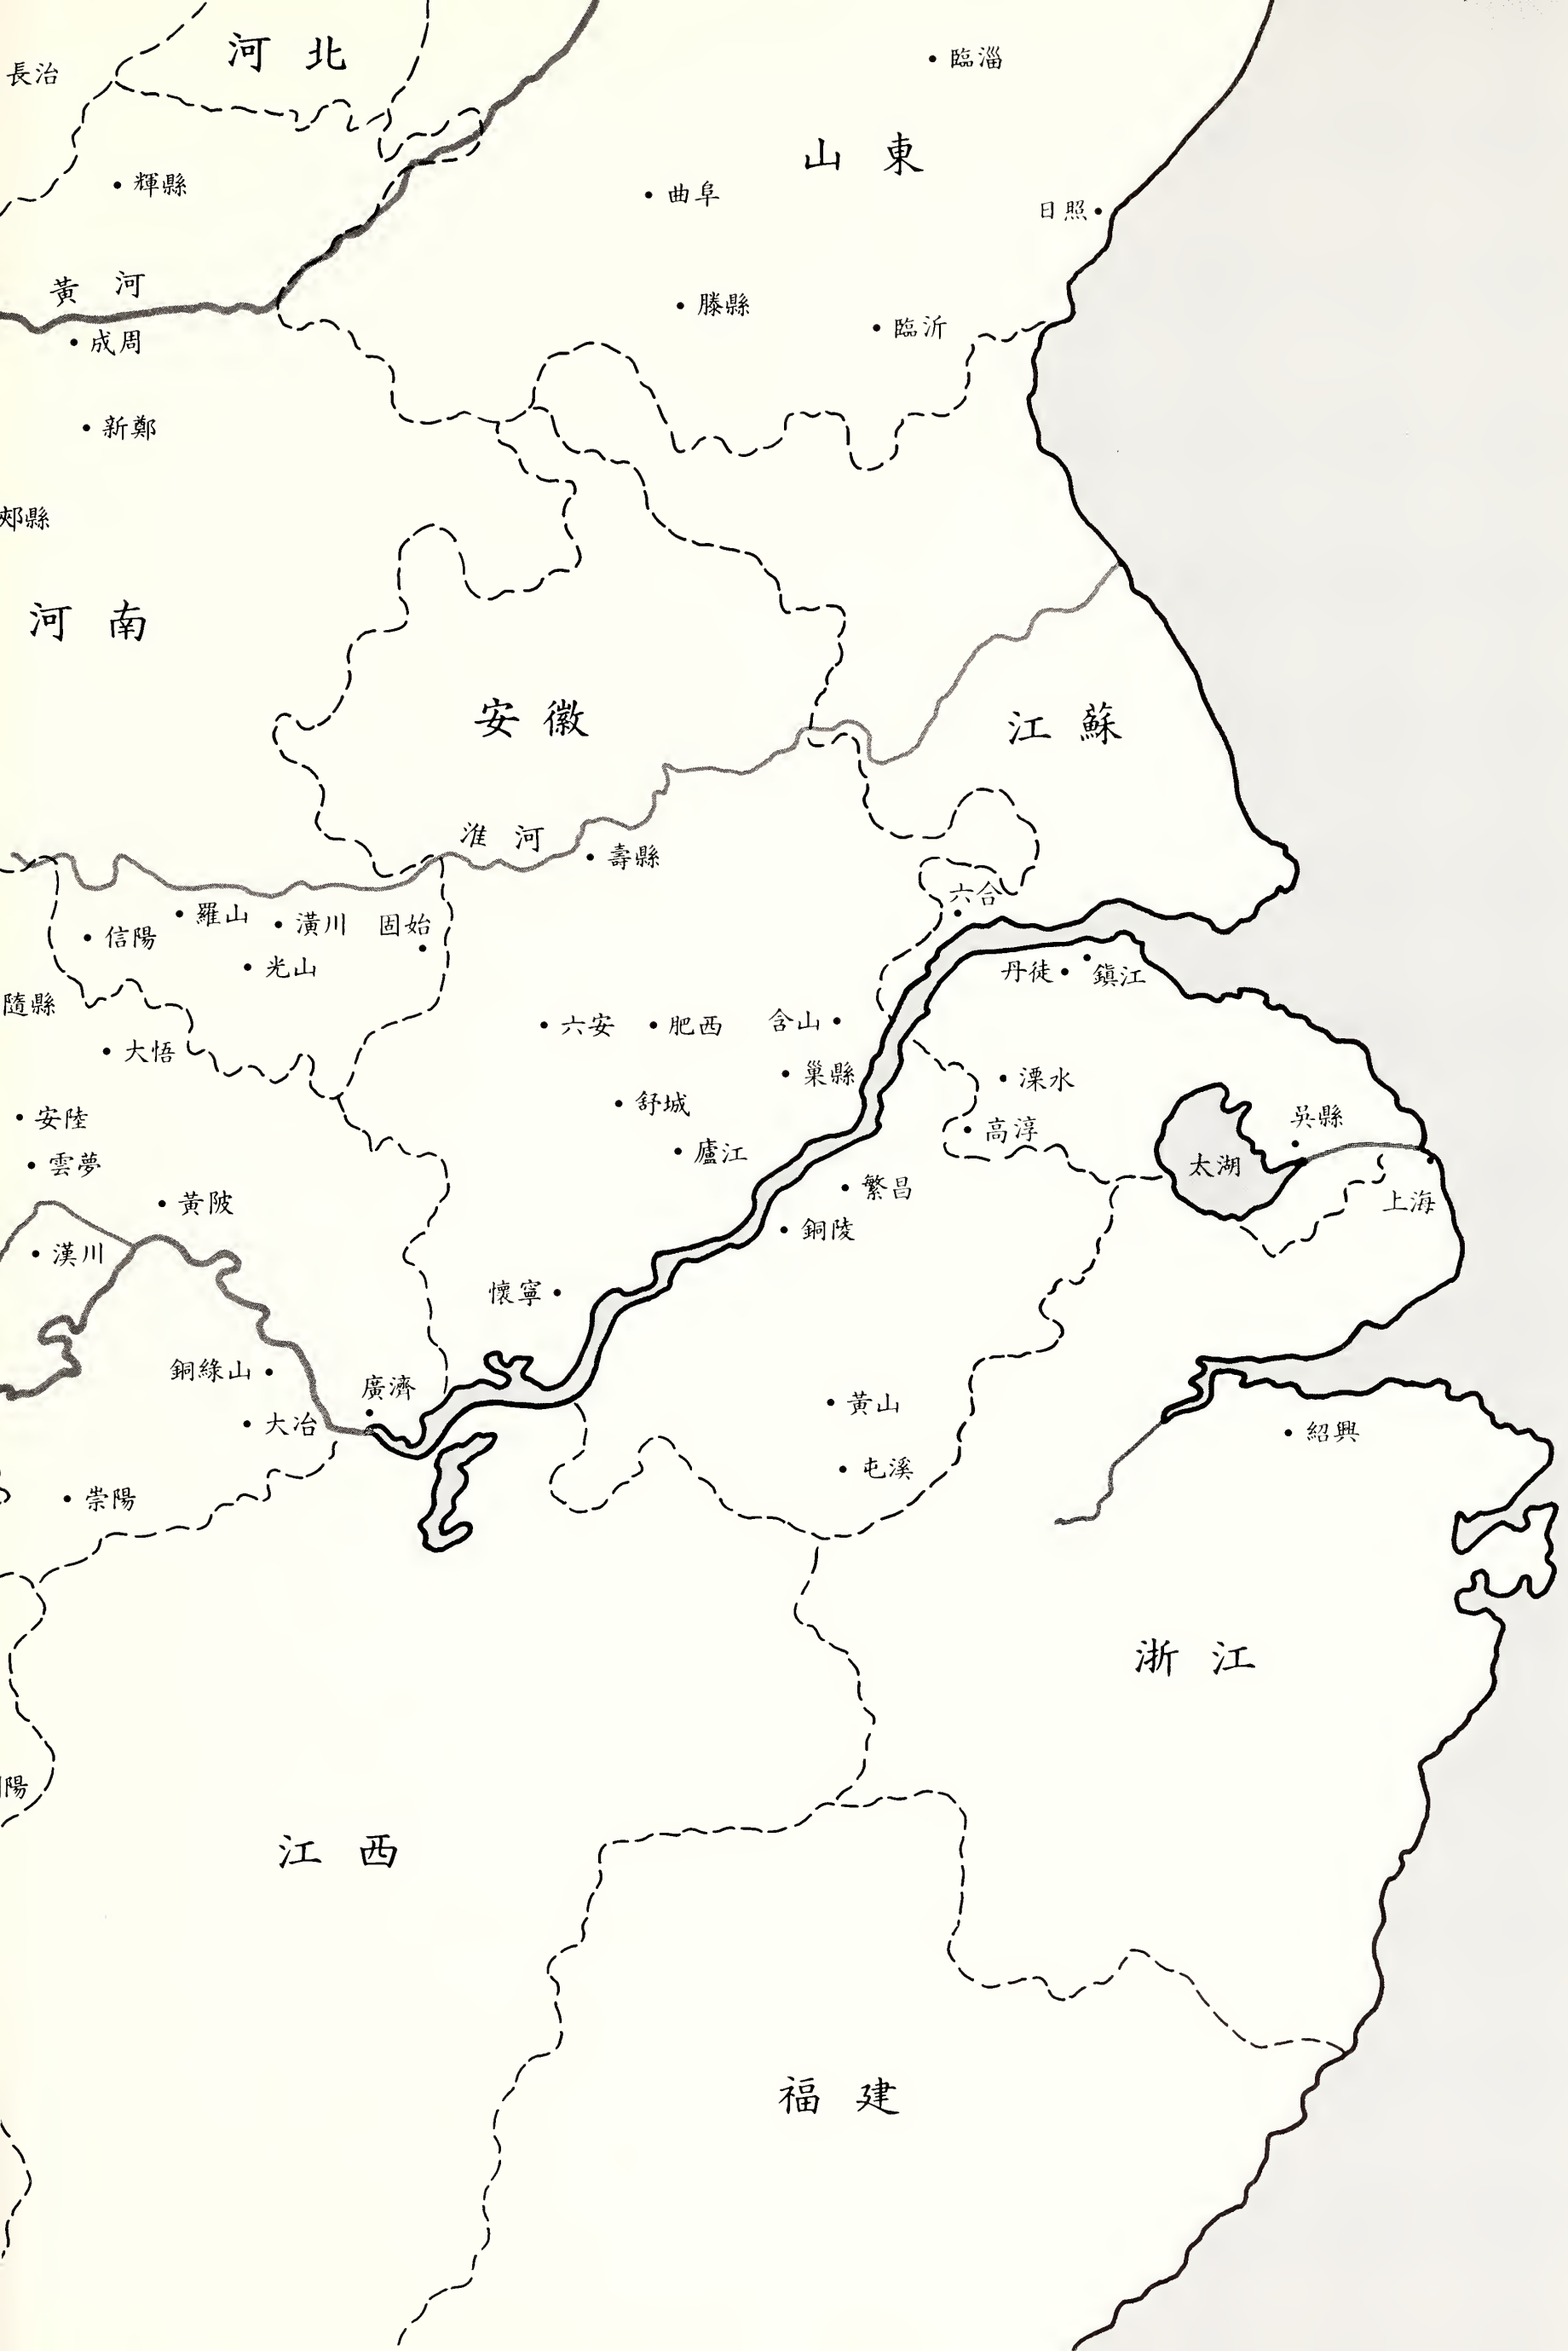 河北
長治
臨淄
山東
輝縣
曲阜
日照
黃河
滕縣
臨沂
成周
新鄭
郟縣
河南
安徽
江蘇
淮河
壽縣
六合
羅山
潢川
固始
信陽
光山
丹徒
鎮江
隨縣
六安
肥西
含山
大悟
巢縣
溧水
舒城
安陸
吳縣
高淳
廬江
雲夢
太湖
繁昌
黃陂
上海
銅陵
漢川
懷寧
銅綠山
廣濟
黃山
大冶
紹興
屯溪
崇陽
浙江
陽
江西
福建